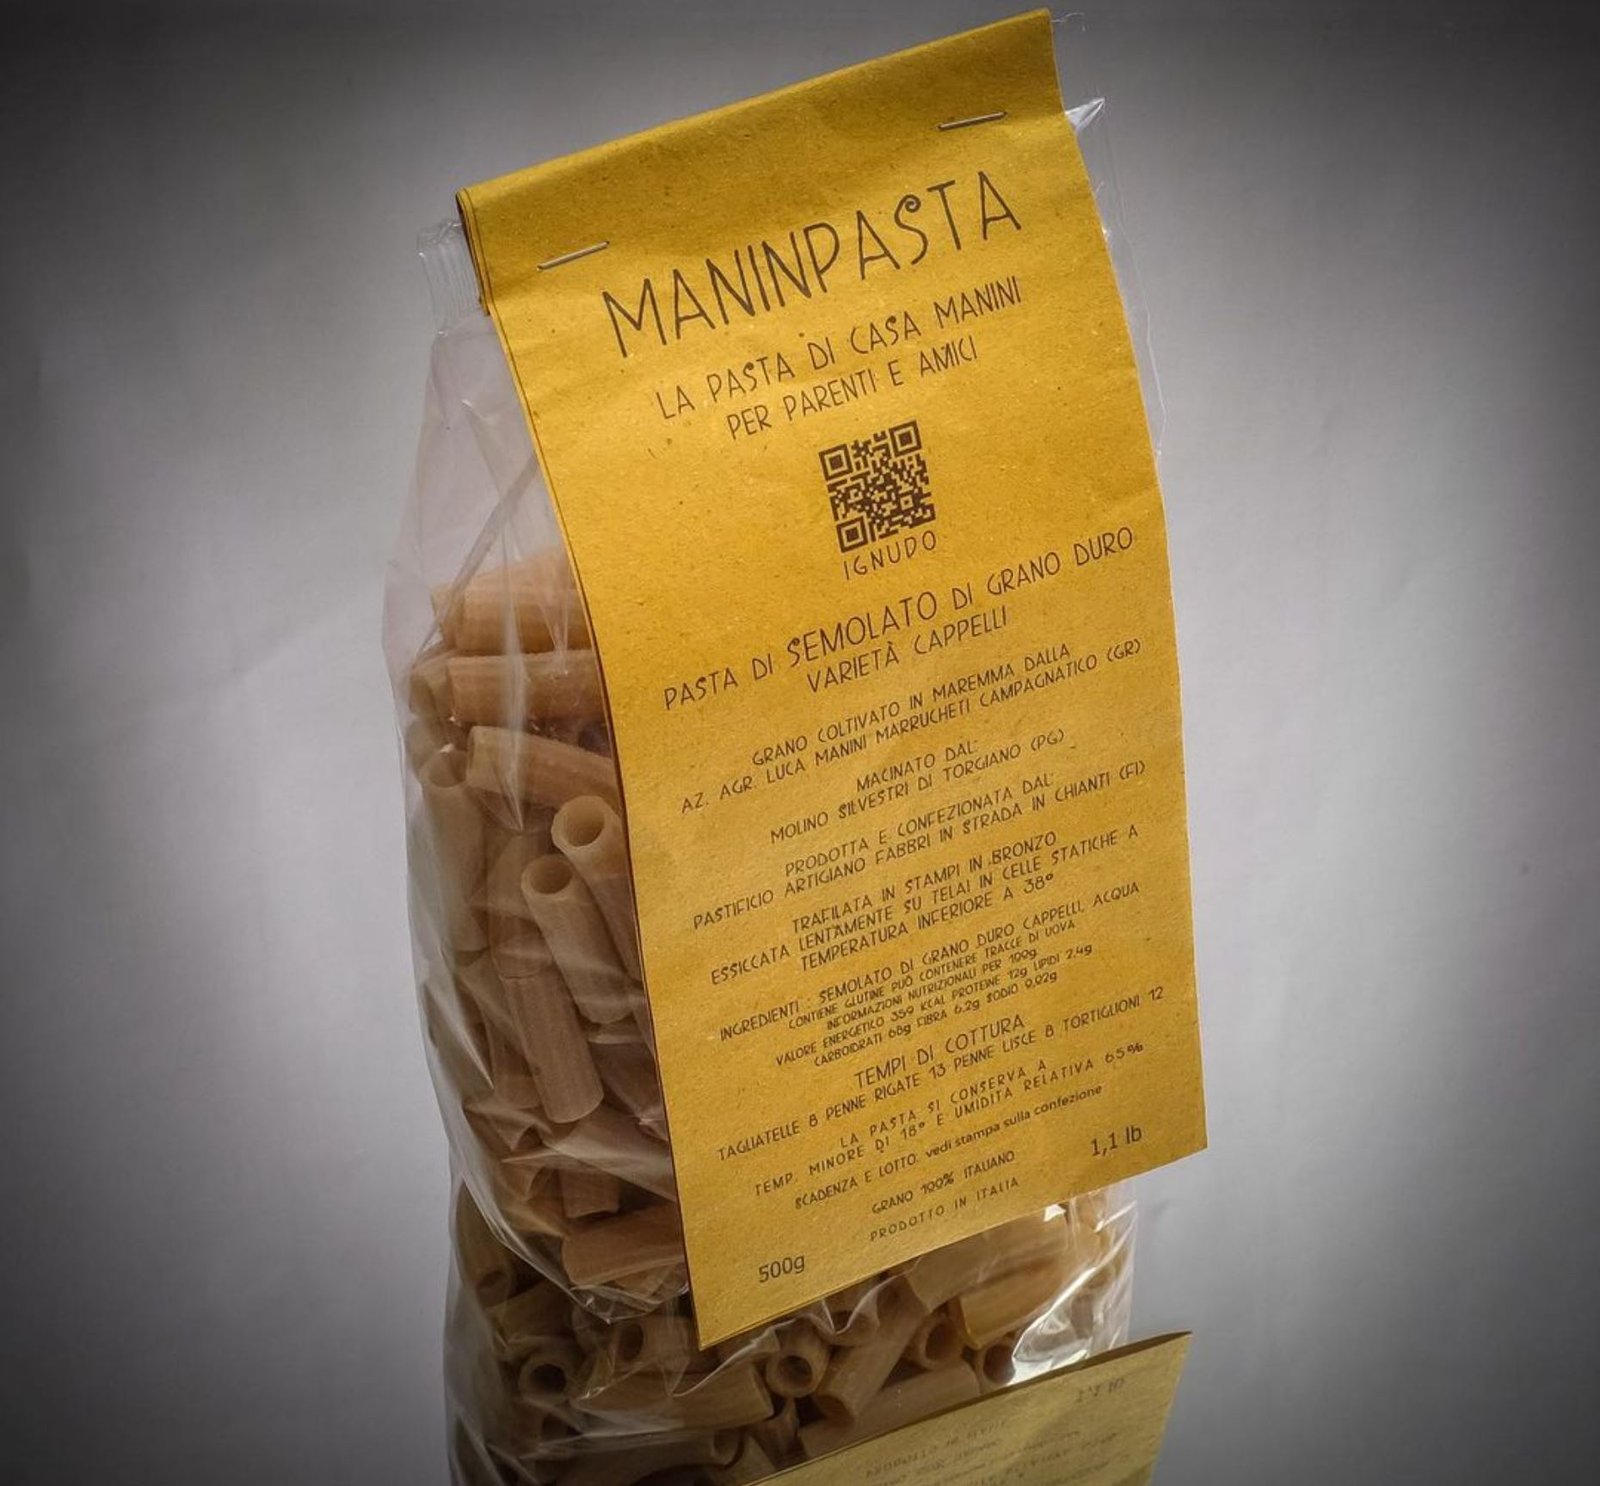 MANINPASTA
LA PASTA DI CASA MANINI
PER PARENTI E AMICI
IGNUDO
PASTA DI SEMOLATO DI GRANO DURO
VARIETÀ CAPPELLI
GRANO COLTIVATO IN MAREMMA DALLA
AZ. AGR. LUCA MANINI MARRUCHETI CAMPAGNATICO (GR)
MACINATO DAL:
MOLINO SILVESTRI DI TORGIANO (PG)
PRODOTTA E CONFEZIONATA DAL:
PASTIFICIO ARTIGIANO FABBRI IN STRADA IN CHIANTI (FI)
TRAFILATA IN STAMPI IN BRONZO
ESSICCATA LENTAMENTE SU TELAI IN CELLE STATICHE A
TEMPERATURA INFERIORE A 38°
INGREDIENTI : SEMOLATO DI GRANO DURO CAPPELLI, ACQUA
CONTIENE GLUTINE PUÒ CONTENERE TRACCE DI UOVA
INFORMAZIONI NUTRIZIONALI PER 100g
VALORE ENERGETICO 359 KCAL PROTEINE 12g LIPIDI 2.4g
CARBOIDRATI 68g FIBRA 6.2g SODIO 0,02g
TEMPI DI COTTURA
TAGLIATELLE 8 PENNE RIGATE 13 PENNE LISCE 8 TORTIGLIONI 12
LA PASTA SI CONSERVA A
TEMP. MINORE DI 18° E UMIDITA RELATIVA 65%
SCADENZA E LOTTO. vedi stampa sulla confezione
GRANO 100% ITALIANO
PRODOTTO IN ITALIA
500g
1,1 lb
1,1 lb